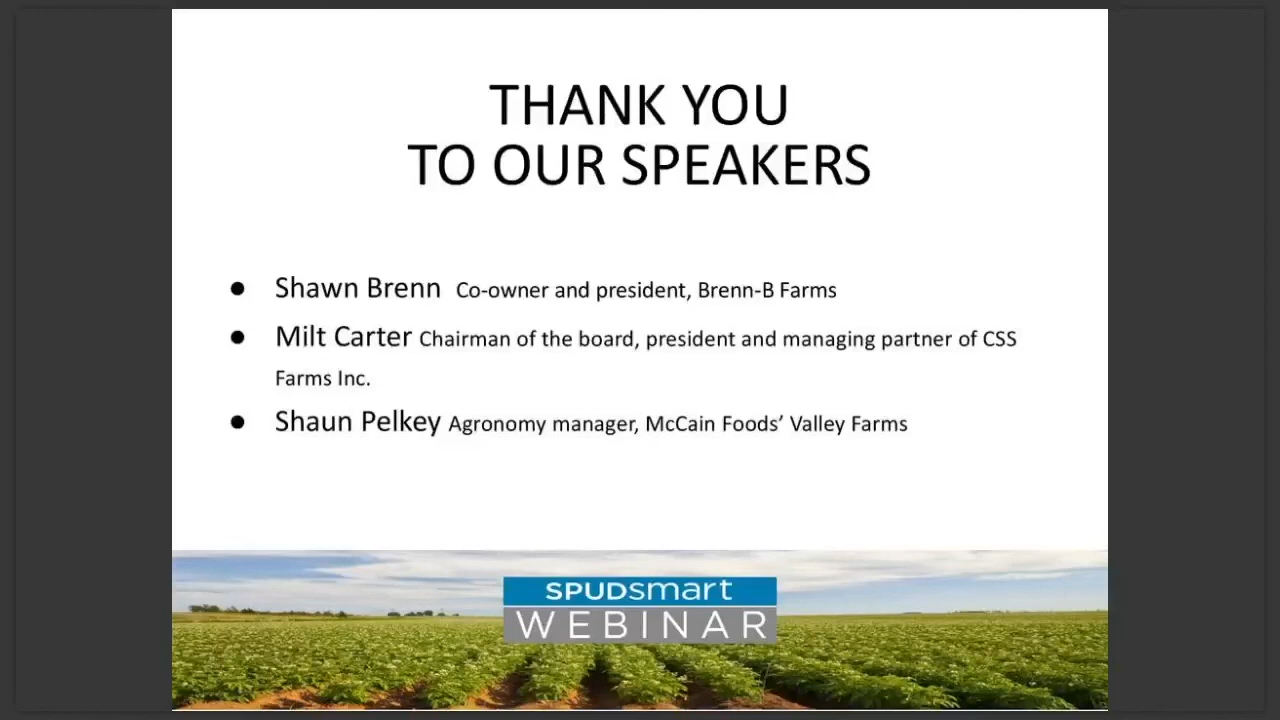 THANK YOU
TO OUR SPEAKERS
● Shawn Brenn Co-owner and president, Brenn-B Farms
● Milt Carter Chairman of the board, president and managing partner of CSS
Farms Inc.
● Shaun Pelkey Agronomy manager, McCain Foods’ Valley Farms
SPUDsmart
WEBINAR